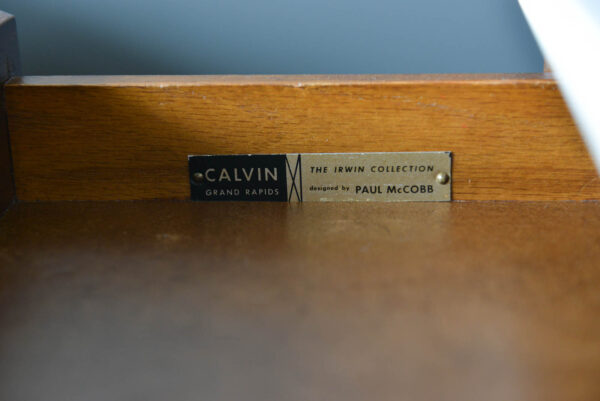 CALVIN
GRAND RAPIDS
THE IRWIN COLLECTION
designed by PAUL McCOBB